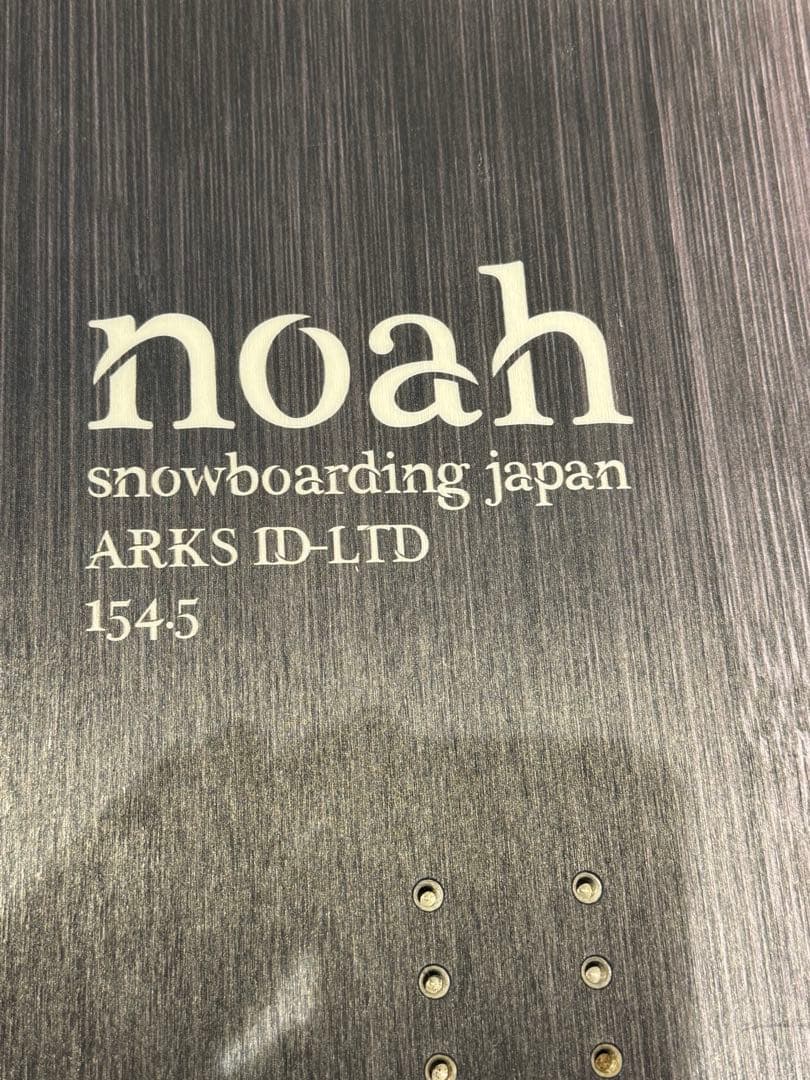 noah
snowboarding japan
ARKS ID-LTD
154.5